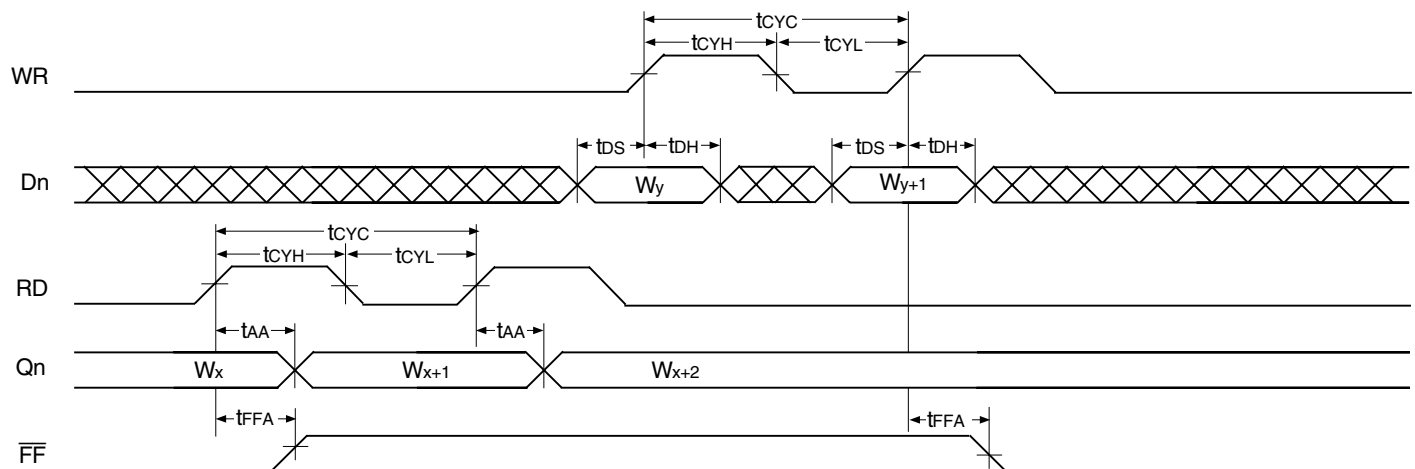 tCYC
tCYH tCYL
WR
tDS tDH tDS tDH
Dn Wy Wy+1
tCYC
tCYH tCYL
RD
tAA tAA
Qn Wx Wx+1 Wx+2
tFFA tFFA
FF